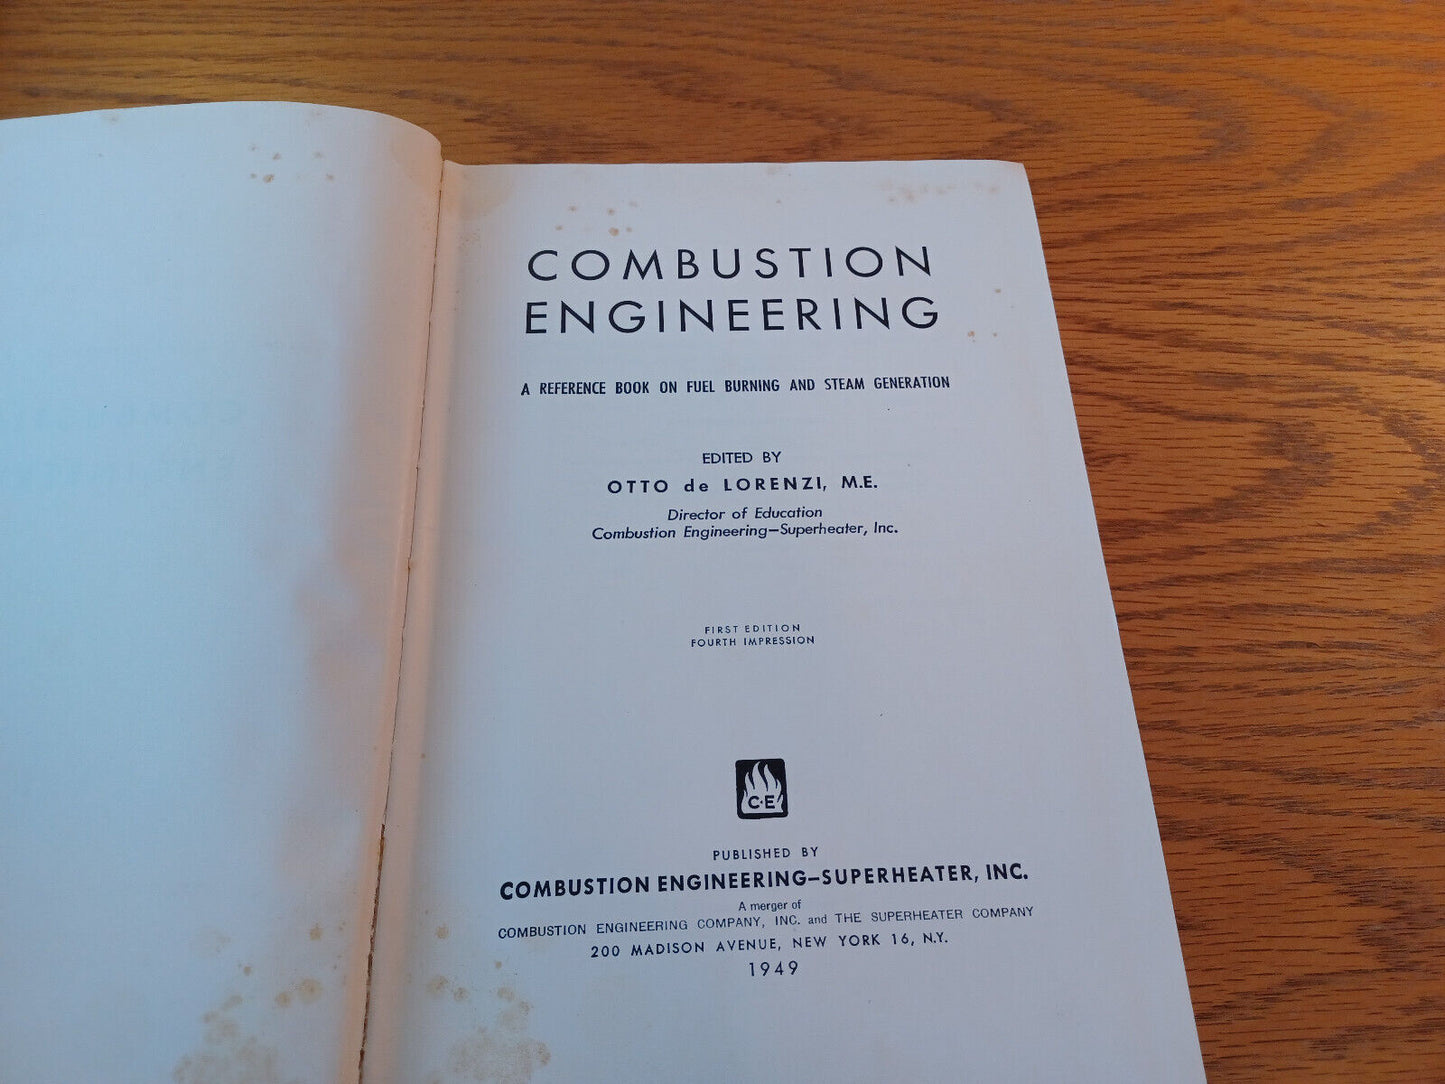 COMBUSTION
ENGINEERING
A REFERENCE BOOK ON FUEL BURNING AND STEAM GENERATION
EDITED BY
OTTO de LORENZI, M.E.
Director of Education
Combustion Engineering—Superheater, Inc.
FIRST EDITION
FOURTH IMPRESSION
C·E
PUBLISHED BY
COMBUSTION ENGINEERING—SUPERHEATER, INC.
A merger of
COMBUSTION ENGINEERING COMPANY, INC. and THE SUPERHEATER COMPANY
200 MADISON AVENUE, NEW YORK 16, N.Y.
1949